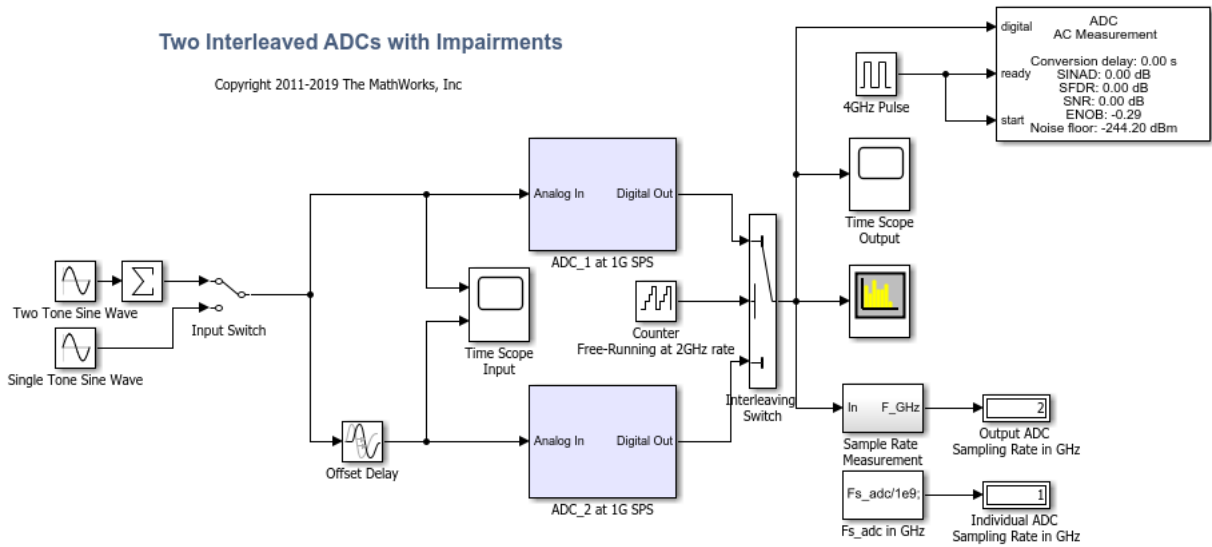 Two Interleaved ADCs with Impairments
Copyright 2011-2019 The MathWorks, Inc
digital
ready
start
ADC
AC Measurement
Conversion delay: 0.00 s
SINAD: 0.00 dB
SFDR: 0.00 dB
SNR: 0.00 dB
ENOB: -0.29
Noise floor: -244.20 dBm
4GHz Pulse
Analog In
Digital Out
ADC_1 at 1G SPS
Time Scope
Output
Two Tone Sine Wave
Single Tone Sine Wave
Input Switch
Time Scope
Input
Counter
Free-Running at 2GHz rate
Interleaving
Switch
Offset Delay
Analog In
Digital Out
ADC_2 at 1G SPS
In
F_GHz
Sample Rate
Measurement
2
Output ADC
Sampling Rate in GHz
Fs_adc/1e9;
Fs_adc in GHz
1
Individual ADC
Sampling Rate in GHz